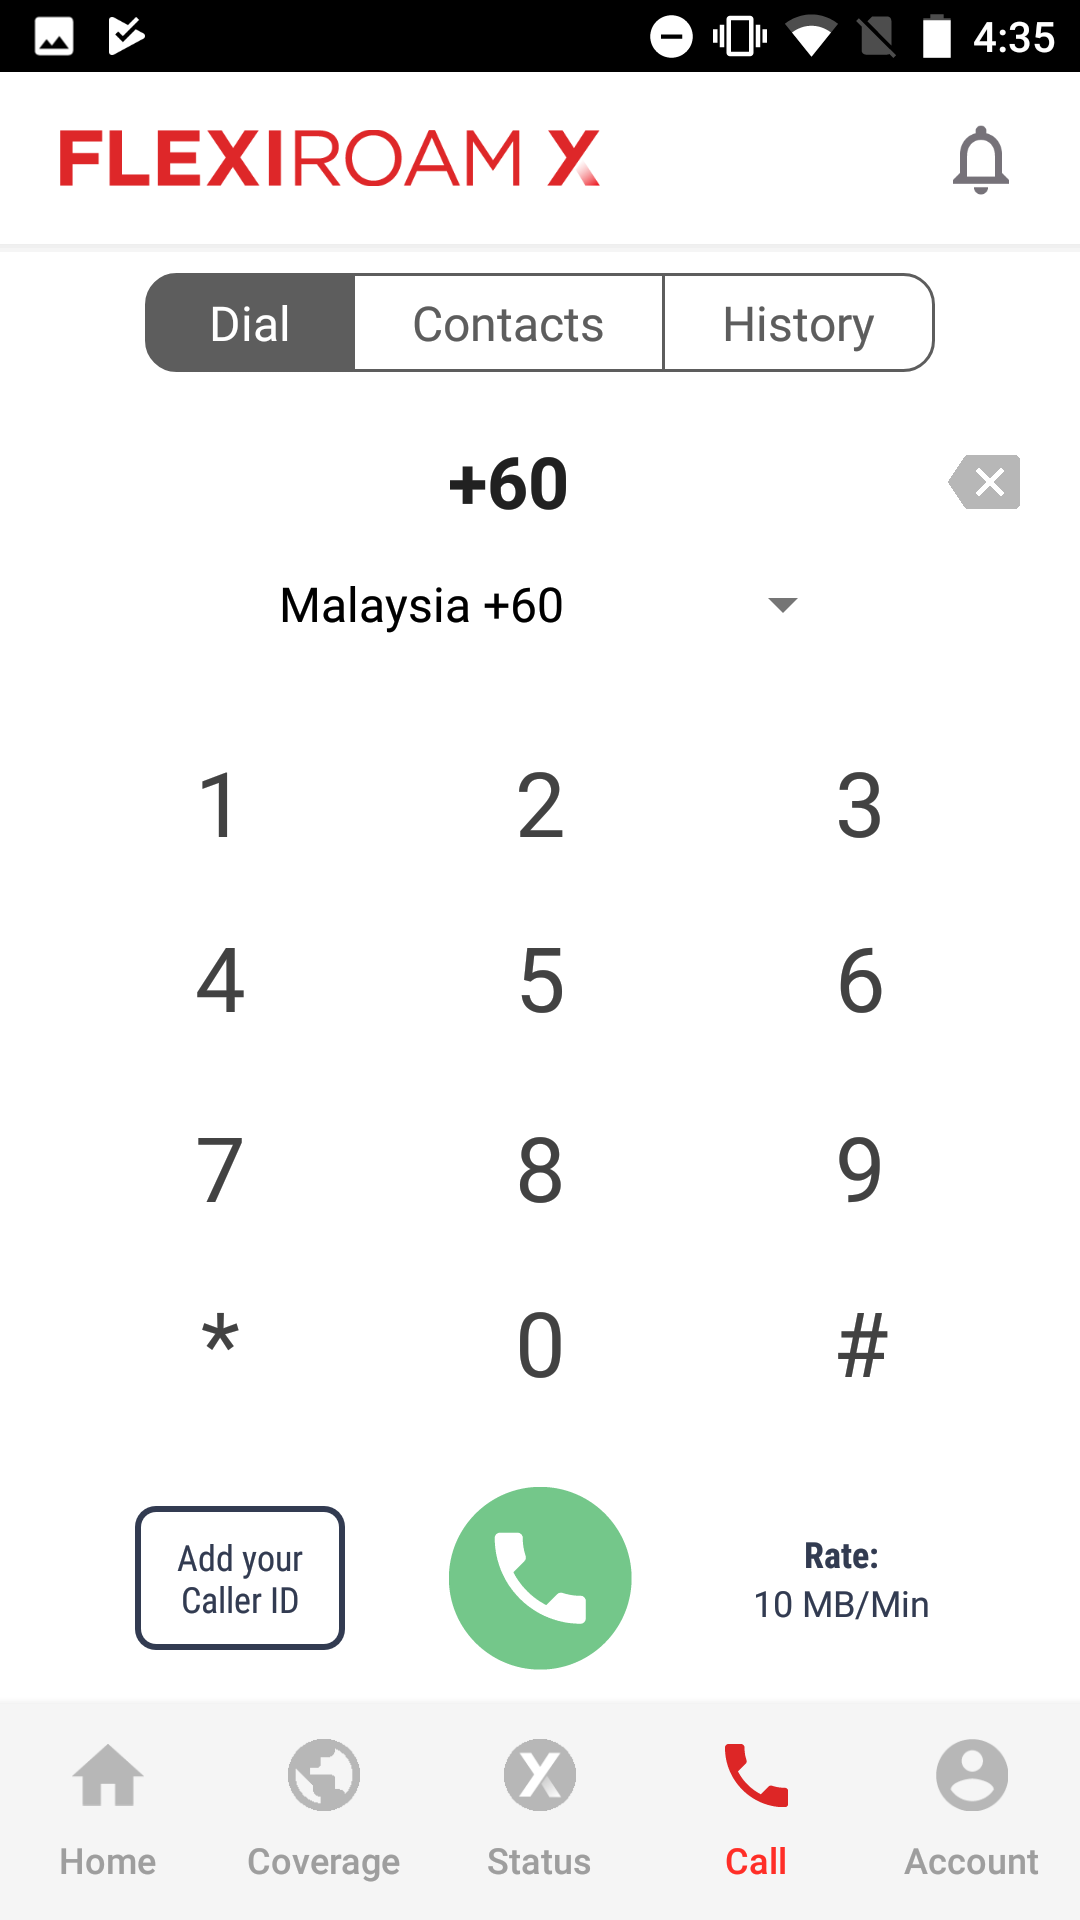 4:35
FLEXIROAM X
Dial Contacts History
+60
Malaysia +60
1 2 3
4 5 6
7 8 9
* 0 #
Add your
Caller ID
Rate:
10 MB/Min
Home Coverage Status Call Account